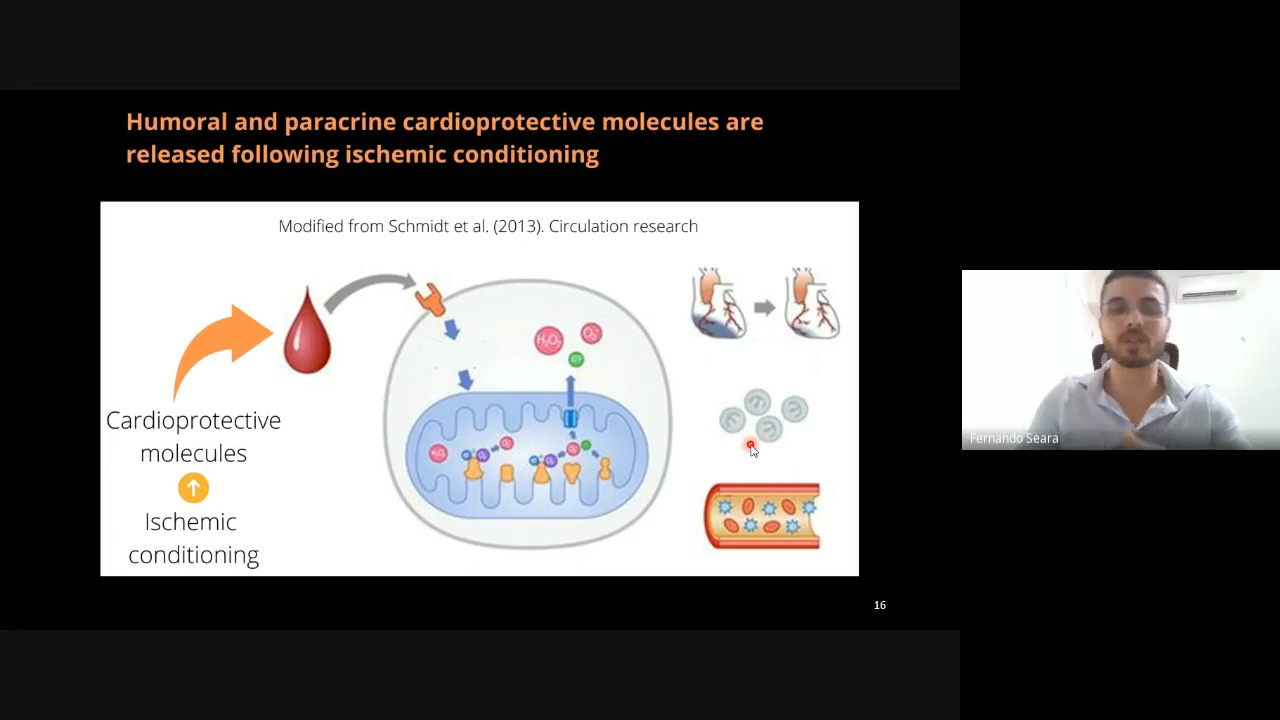 Humoral and paracrine cardioprotective molecules are
released following ischemic conditioning
Modified from Schmidt et al. (2013). Circulation research
H₂O₂
Cardioprotective
molecules
Ischemic
conditioning
Fernando Seara
16